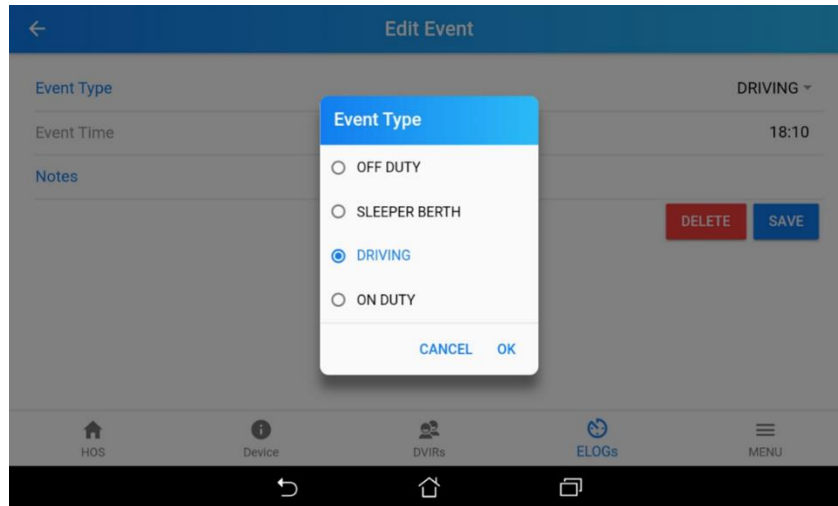 Edit Event
Event Type
DRIVING
Event Time
18:10
Notes
DELETE
SAVE
Event Type
OFF DUTY
SLEEPER BERTH
DRIVING
ON DUTY
CANCEL OK
HOS
Device
DVIRs
ELOGs
MENU